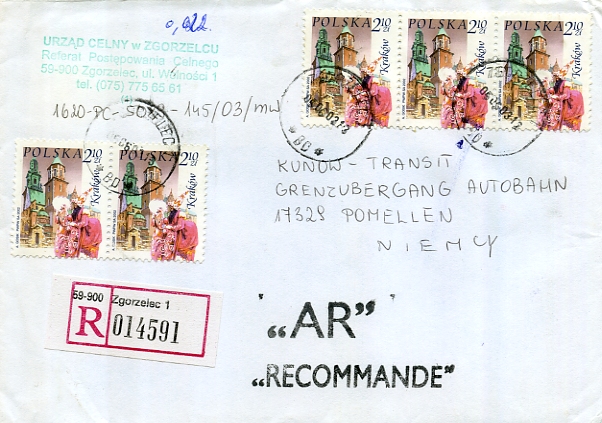 0,022.
URZĄD CELNY w ZGORZELCU
Referat Postępowania Celnego
59-900 Zgorzelec, ul. Wolności 1
tel. (075) 775 65 61
1620-PC-
-145/03/mw
POLSKA 2,10 ZŁ
Kraków
POLSKA 2,10 ZŁ
Kraków
POLSKA 2,10 ZŁ
Kraków
2,10 ZŁ
Kraków
2,10 ZŁ
Kraków
KUNOW-TRANSIT
GRENZUBERGANG AUTOBAHN
17328 POMELLEN
NIEMCY
59-900 Zgorzelec 1
R 014591
„AR”
„RECOMMANDE”